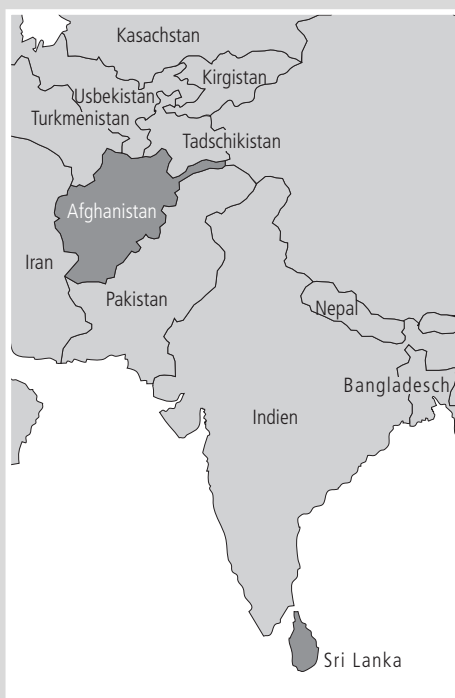 Kasachstan
Kirgistan
Usbekistan
Turkmenistan
Tadschikistan
Afghanistan
Iran
Pakistan
Nepal
Bangladesch
Indien
Sri Lanka